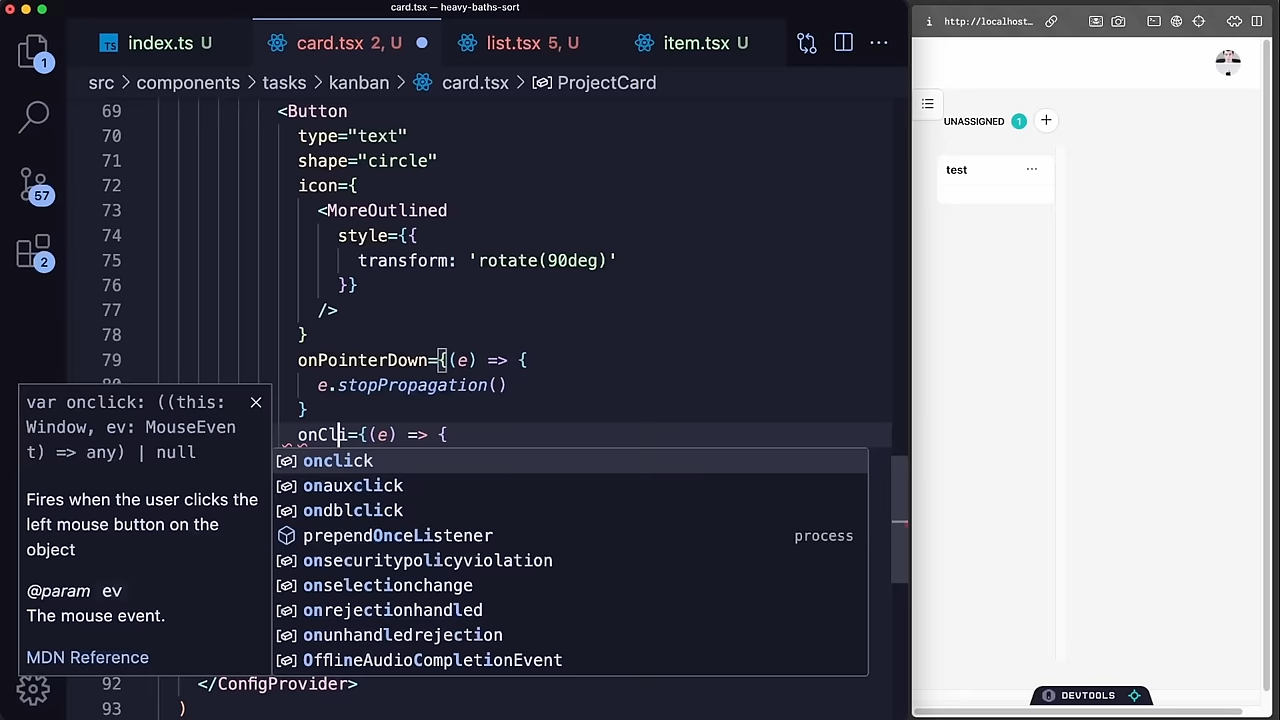 card.tsx — heavy-baths-sort
index.ts U
card.tsx 2, U
list.tsx 5, U
item.tsx U
src > components > tasks > kanban > card.tsx > ProjectCard
69 <Button
70 type="text"
71 shape="circle"
72 icon={
73 <MoreOutlined
74 style={{
75 transform: 'rotate(90deg)'
76 }}
77 />
78 }
79 onPointerDown={(e) => {
e.stopPropagation()
}
onCli={(e) => {
var onclick: ((this:
Window, ev: MouseEven
t) => any) | null
Fires when the user clicks the
left mouse button on the
object
@param ev
The mouse event.
MDN Reference
onclick
onauxclick
ondblclick
prependOnceListener process
onsecuritypolicyviolation
onselectionchange
onrejectionhandled
onunhandledrejection
OfflineAudioCompletionEvent
92 </ConfigProvider>
93 )
1
57
2
http://localhost...
UNASSIGNED 1 +
test ...
DEVTOOLS